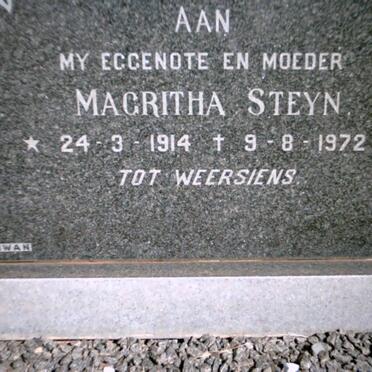 AAN
MY EGGENOTE EN MOEDER
MAGRITHA STEYN
★ 24-3-1914 † 9-8-1972
TOT WEERSIENS.